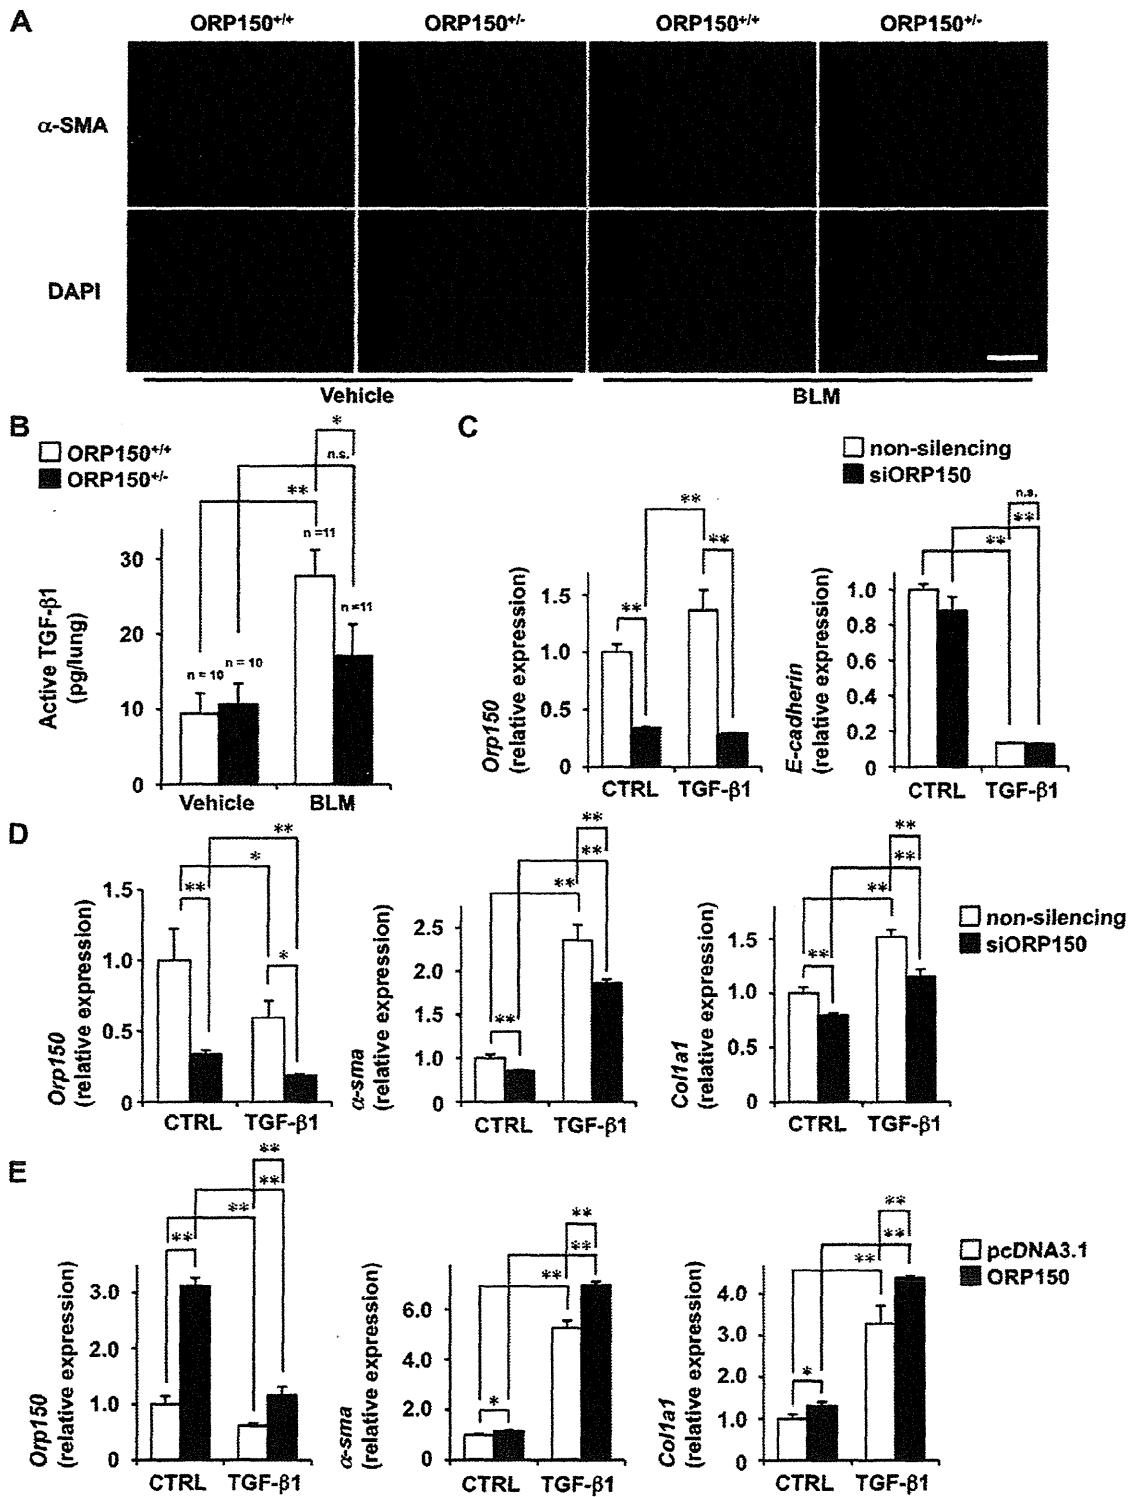 A
ORP150+/+ ORP150+/- ORP150+/+ ORP150+/-
α-SMA
DAPI
Vehicle BLM
B
ORP150+/+
ORP150+/-
*
n.s.
**
n=11
n=11
n=10
n=10
Active TGF-β1
(pg/lung)
30
20
10
0
Vehicle BLM
C
non-silencing
siORP150
**
**
**
Orp150
(relative expression)
1.5
1.0
0.5
0
CTRL TGF-β1
n.s.
**
**
E-cadherin
(relative expression)
1.0
0.8
0.6
0.4
0.2
0
CTRL TGF-β1
D
**
*
**
*
Orp150
(relative expression)
1.5
1.0
0.5
0
CTRL TGF-β1
**
**
**
**
α-sma
(relative expression)
2.5
2.0
1.5
1.0
0
CTRL TGF-β1
**
**
**
**
Col1a1
(relative expression)
1.5
1.0
0.5
0
CTRL TGF-β1
non-silencing
siORP150
E
**
**
**
**
Orp150
(relative expression)
3.0
2.0
1.0
0
CTRL TGF-β1
**
**
**
*
α-sma
(relative expression)
6.0
4.0
2.0
0
CTRL TGF-β1
**
**
**
*
Col1a1
(relative expression)
4.0
3.0
2.0
1.0
0
CTRL TGF-β1
pcDNA3.1
ORP150